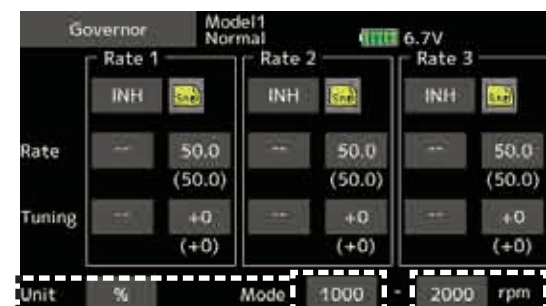 Governor Model1
Normal 6.7V
Rate 1 Rate 2 Rate 3
INH INH INH
Rate -- 50.0 -- 50.0 -- 50.0
(50.0) (50.0) (50.0)
Tuning -- +0 -- +0 -- +0
(+0) (+0) (+0)
Unit % Mode 1000 - 2000 rpm